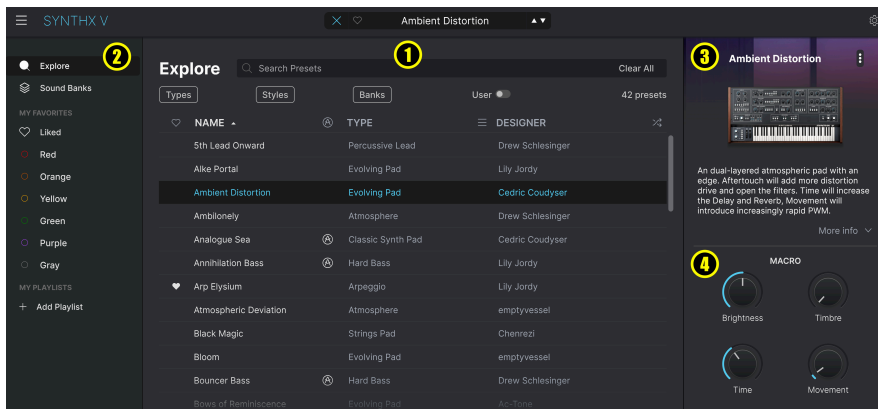 SYNTHX V
Ambient Distortion
1
2
3
4
Explore
Sound Banks
MY FAVORITES
Liked
Red
Orange
Yellow
Green
Purple
Gray
MY PLAYLISTS
Add Playlist
Explore
Search Presets
Clear All
Types
Styles
Banks
User
42 presets
NAME TYPE DESIGNER
5th Lead Onward Percussive Lead Drew Schlesinger
Alke Portal Evolving Pad Lily Jordy
Ambient Distortion Evolving Pad Cedric Coudyser
Ambilonely Atmosphere Drew Schlesinger
Analogue Sea Classic Synth Pad Cedric Coudyser
Annihilation Bass Hard Bass Lily Jordy
Arp Elysium Arpeggio Lily Jordy
Atmospheric Deviation Atmosphere emptyvessel
Black Magic Strings Pad Chenrezi
Bloom Evolving Pad emptyvessel
Bouncer Bass Hard Bass Drew Schlesinger
Bows of Reminiscence Evolving Pad Ac-Tone
Ambient Distortion
An dual-layered atmospheric pad with an
edge. Aftertouch will add more distortion
drive and open the filters. Time will increase
the Delay and Reverb, Movement will
introduce increasingly rapid PWM.
More info
MACRO
Brightness
Timbre
Time
Movement